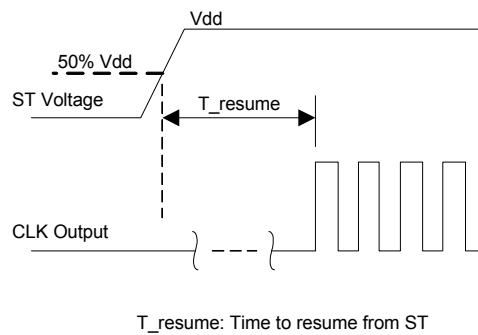 Vdd
50% Vdd
ST Voltage
T_resume
CLK Output
T_resume: Time to resume from ST